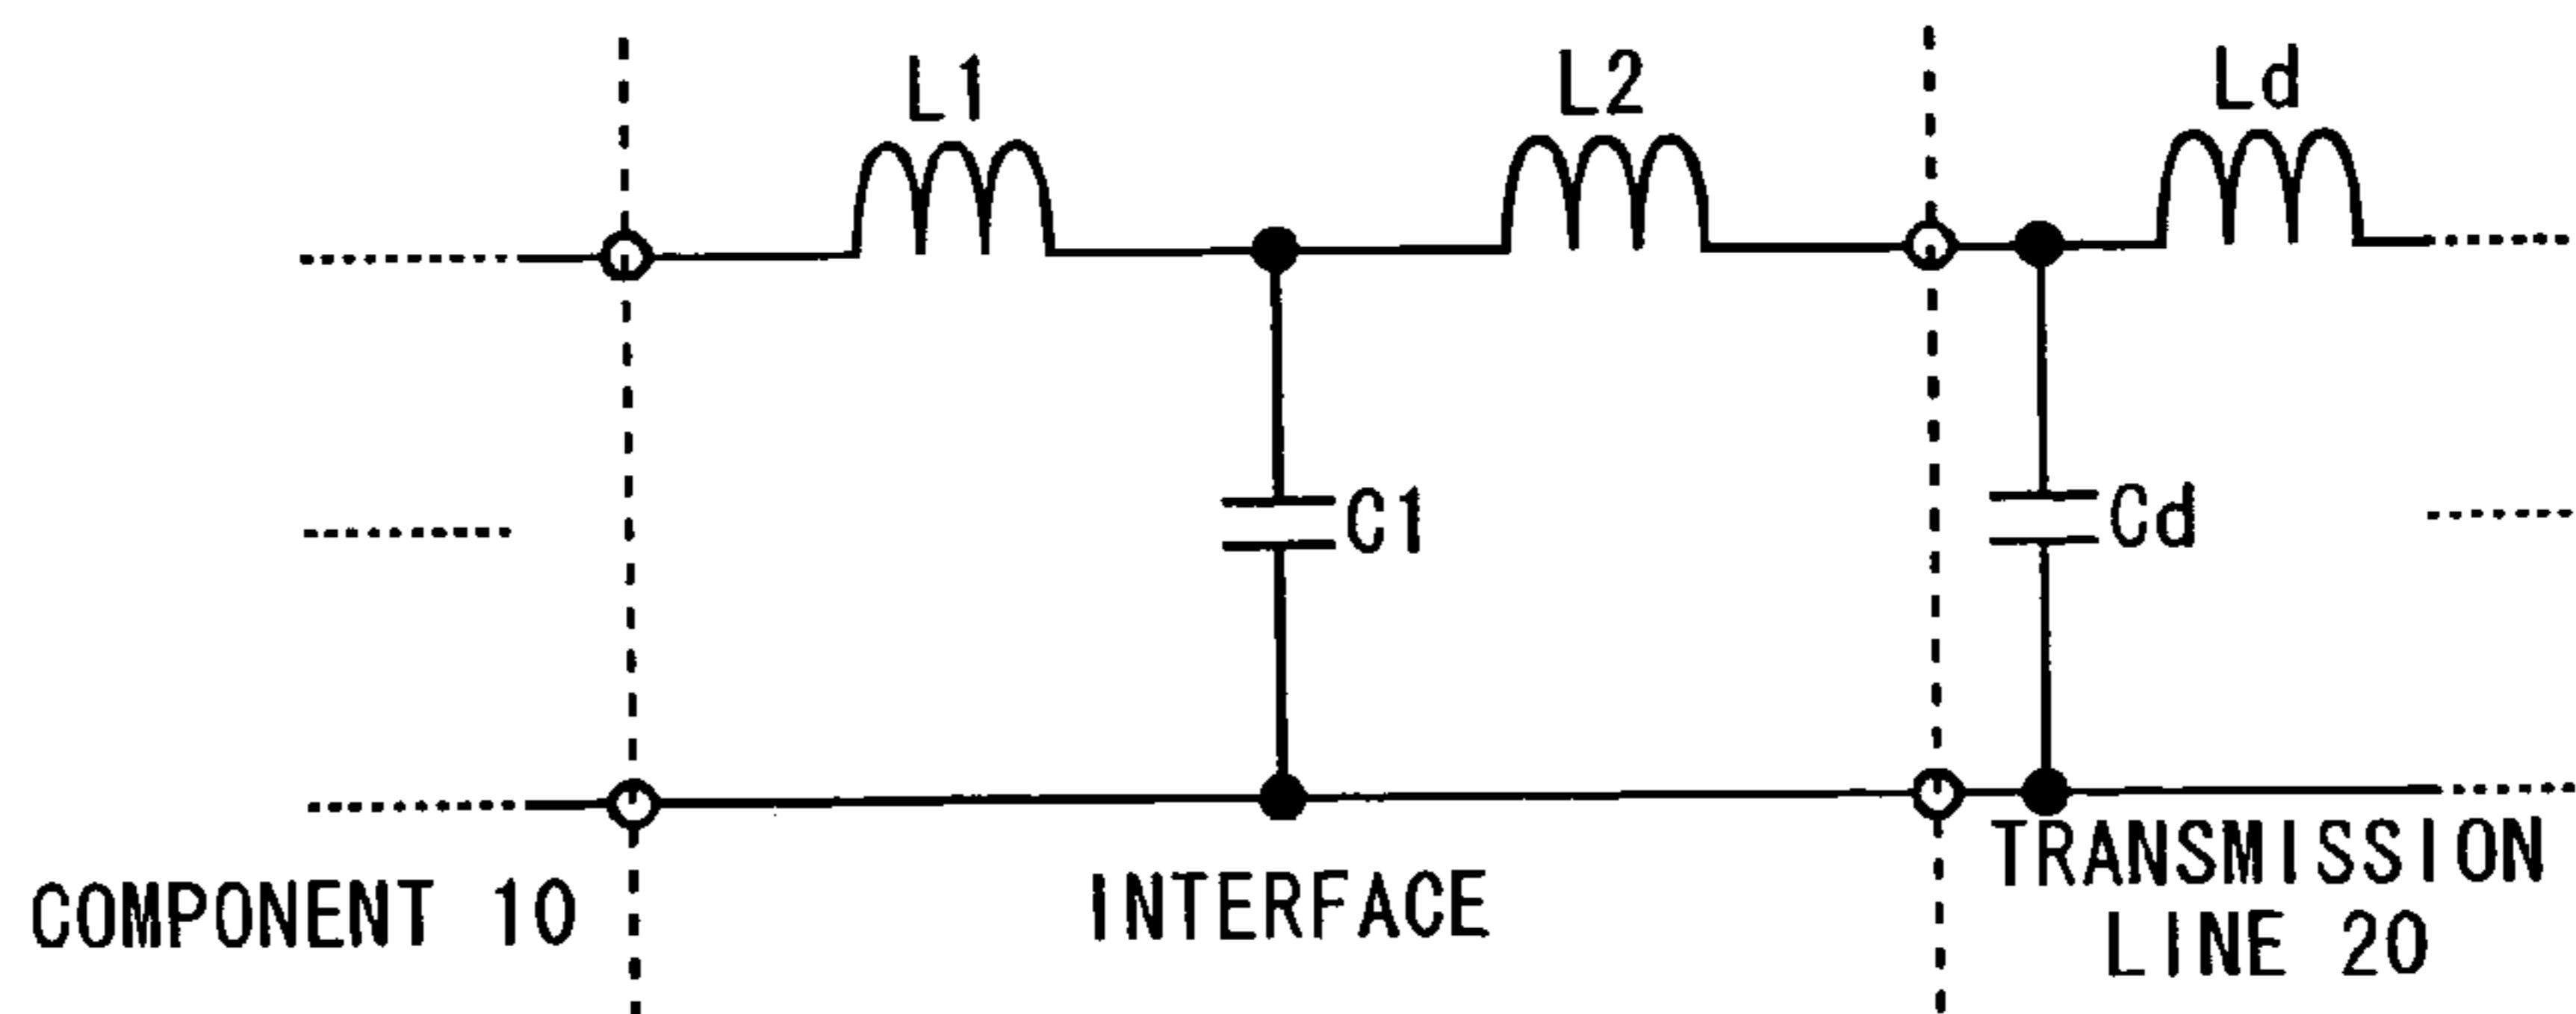 L1
L2
Ld
C1
Cd
COMPONENT 10
INTERFACE
TRANSMISSION
LINE 20